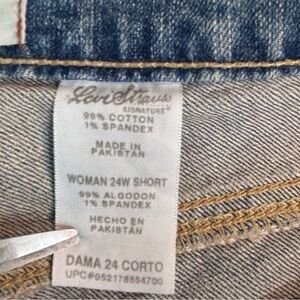 Levi Strauss
SIGNATURE
99% COTTON
1% SPANDEX
MADE IN
PAKISTAN
WOMAN 24W SHORT
99% ALGODON
1% SPANDEX
HECHO EN
PAKISTAN
DAMA 24 CORTO
UPC#052178554700